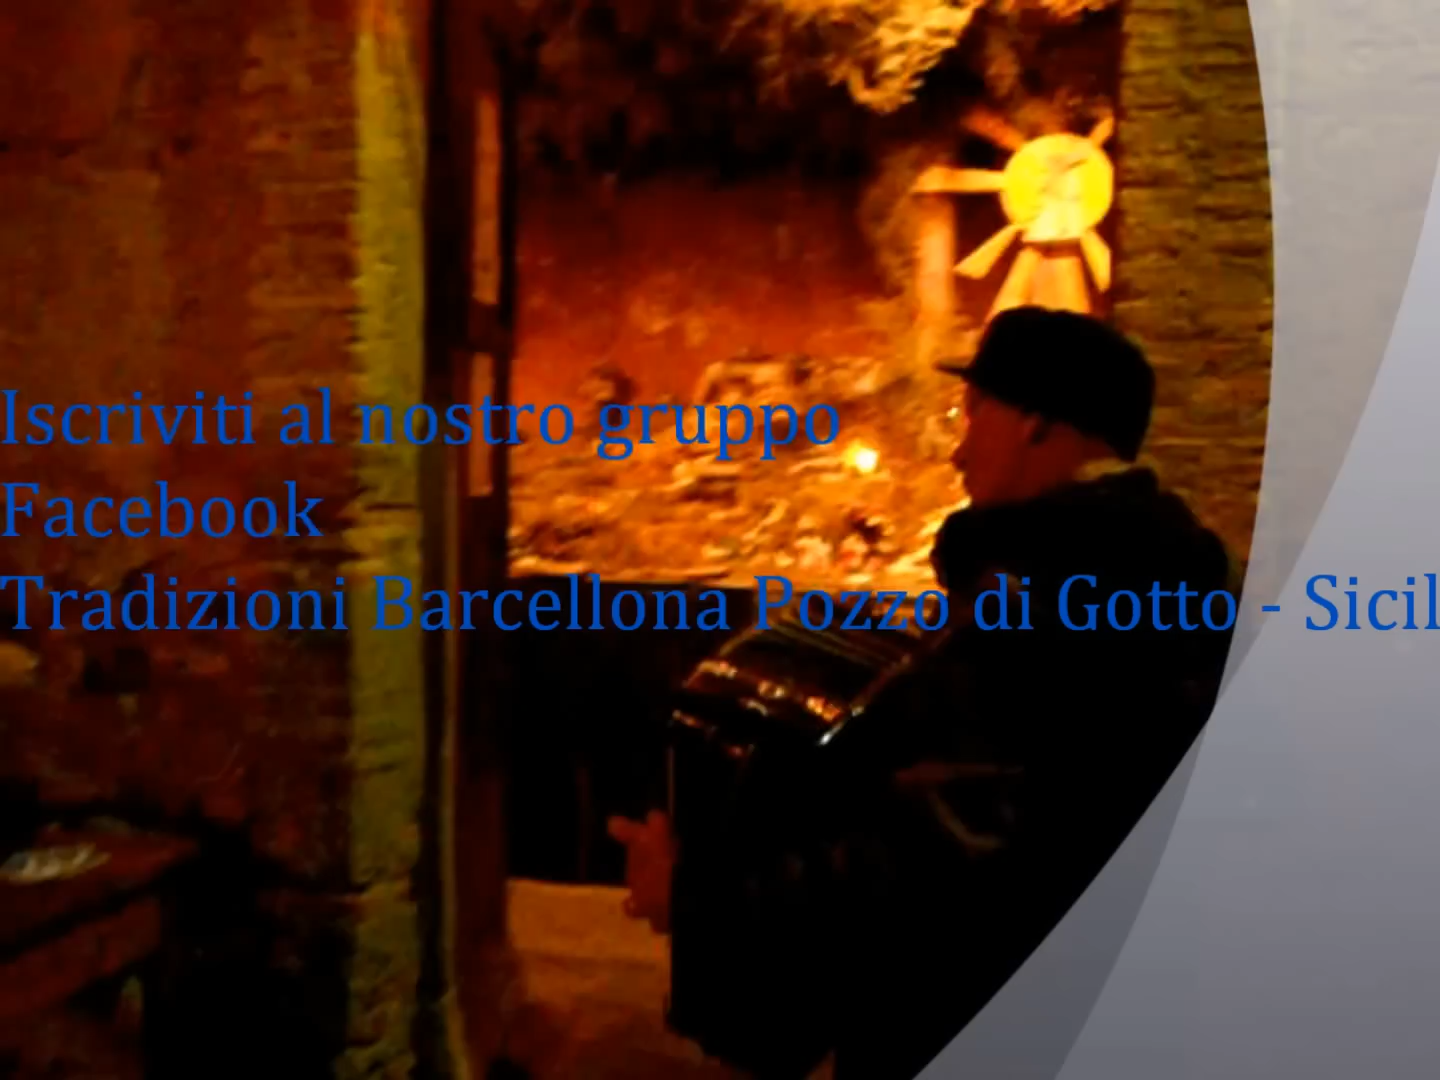 Iscriviti al nostro gruppo
Facebook
Tradizioni Barcellona Pozzo di Gotto - Sicil